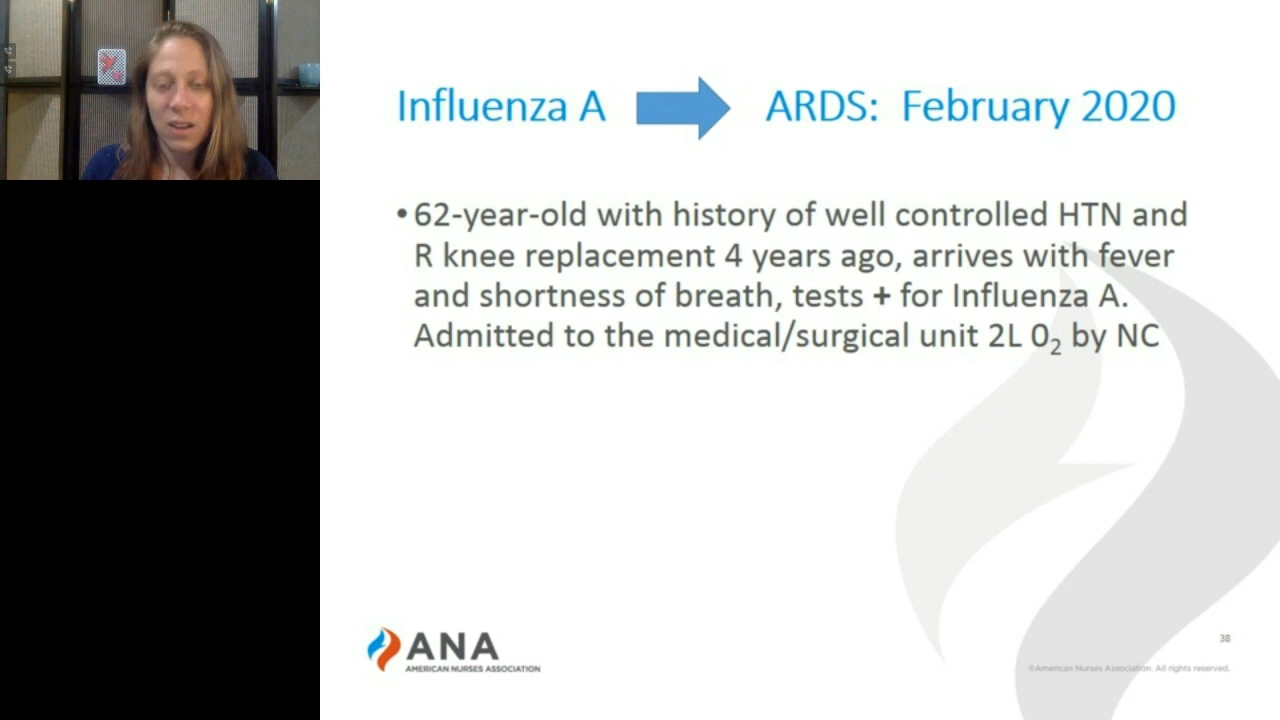 Influenza A ARDS: February 2020
•62-year-old with history of well controlled HTN and
R knee replacement 4 years ago, arrives with fever
and shortness of breath, tests + for Influenza A.
Admitted to the medical/surgical unit 2L 0₂ by NC
ANA
AMERICAN NURSES ASSOCIATION
38
©American Nurses Association. All rights reserved.